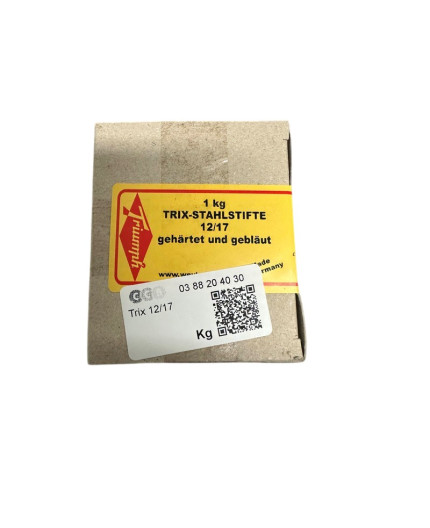 Triumph
1 kg
TRIX-STAHLSTIFTE
12/17
gehärtet und gebläut
03 88 20 40 30
Trix 12/17
Kg